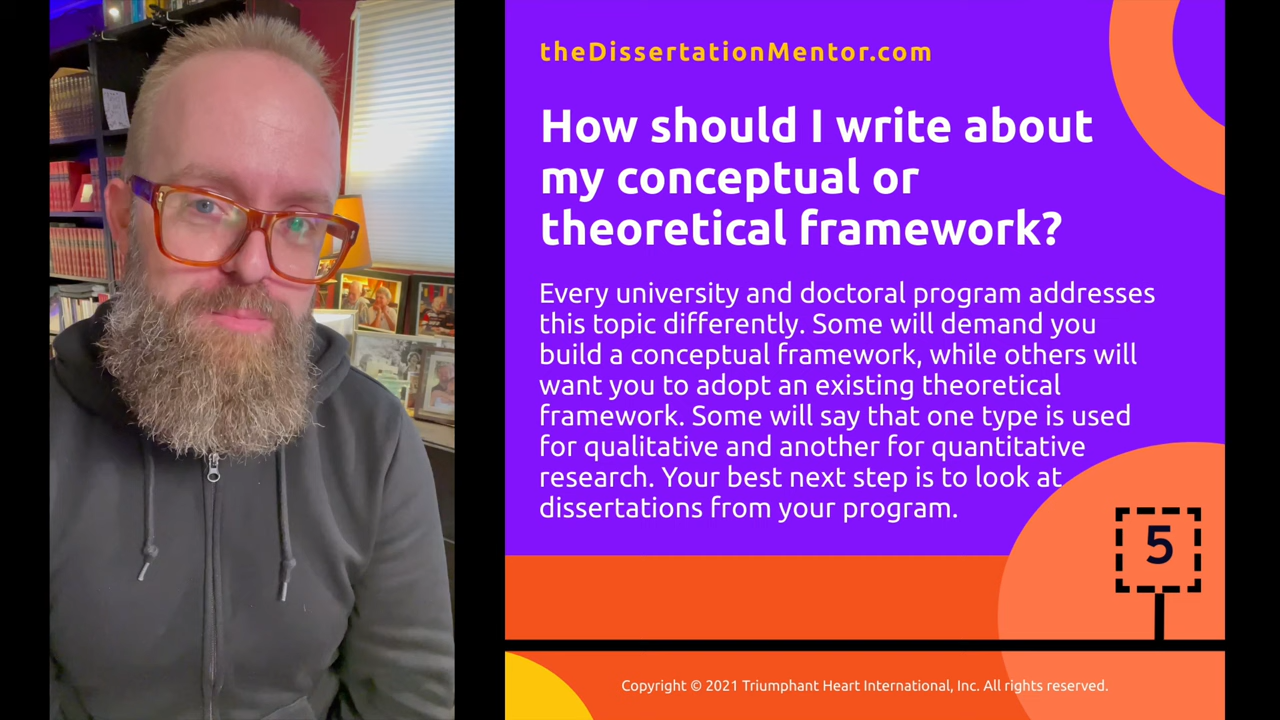 theDissertationMentor.com
How should I write about
my conceptual or
theoretical framework?
Every university and doctoral program addresses
this topic differently. Some will demand you
build a conceptual framework, while others will
want you to adopt an existing theoretical
framework. Some will say that one type is used
for qualitative and another for quantitative
research. Your best next step is to look at
dissertations from your program.
5
Copyright © 2021 Triumphant Heart International, Inc. All rights reserved.